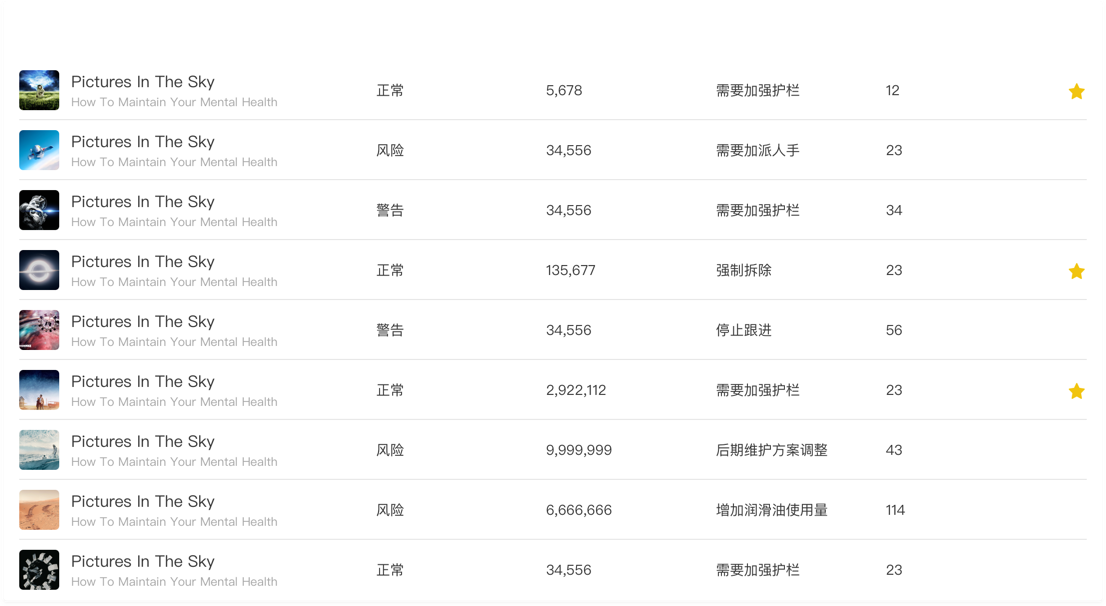 Pictures In The Sky
How To Maintain Your Mental Health
正常
5,678
需要加强护栏
12
Pictures In The Sky
How To Maintain Your Mental Health
风险
34,556
需要加派人手
23
Pictures In The Sky
How To Maintain Your Mental Health
警告
34,556
需要加强护栏
34
Pictures In The Sky
How To Maintain Your Mental Health
正常
135,677
强制拆除
23
Pictures In The Sky
How To Maintain Your Mental Health
警告
34,556
停止跟进
56
Pictures In The Sky
How To Maintain Your Mental Health
正常
2,922,112
需要加强护栏
23
Pictures In The Sky
How To Maintain Your Mental Health
风险
9,999,999
后期维护方案调整
43
Pictures In The Sky
How To Maintain Your Mental Health
风险
6,666,666
增加润滑油使用量
114
Pictures In The Sky
How To Maintain Your Mental Health
正常
34,556
需要加强护栏
23